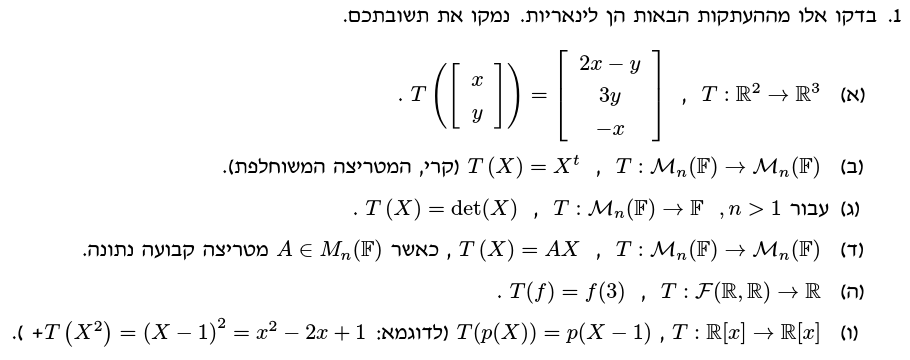 1. בדקו אלו מההעתקות הבאות הן לינאריות. נמקו את תשובתכם.
(א) T : ℝ² → ℝ³ , T([x y]) = [2x − y 3y −x] .
(ב) T : ℳₙ(𝔽) → ℳₙ(𝔽) , T(X) = Xᵗ (קרי, המטריצה המשוחלפת).
(ג) עבור n > 1 , T : ℳₙ(𝔽) → 𝔽 , T(X) = det(X) .
(ד) T : ℳₙ(𝔽) → ℳₙ(𝔽) , T(X) = AX , כאשר A ∈ Mₙ(𝔽) מטריצה קבועה נתונה.
(ה) T : ℱ(ℝ, ℝ) → ℝ , T(f) = f(3) .
(ו) T : ℝ[x] → ℝ[x] , T(p(X)) = p(X − 1) (לדוגמא: +T(X²) = (X − 1)² = x² − 2x + 1 ).